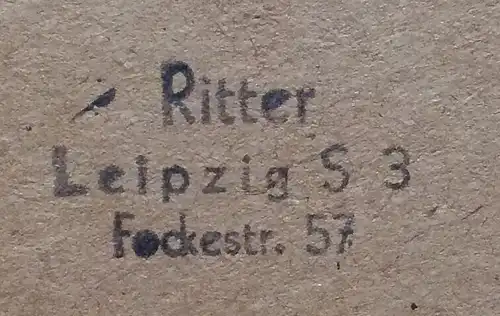 Ritter
Leipzig S 3
Fockestr. 57